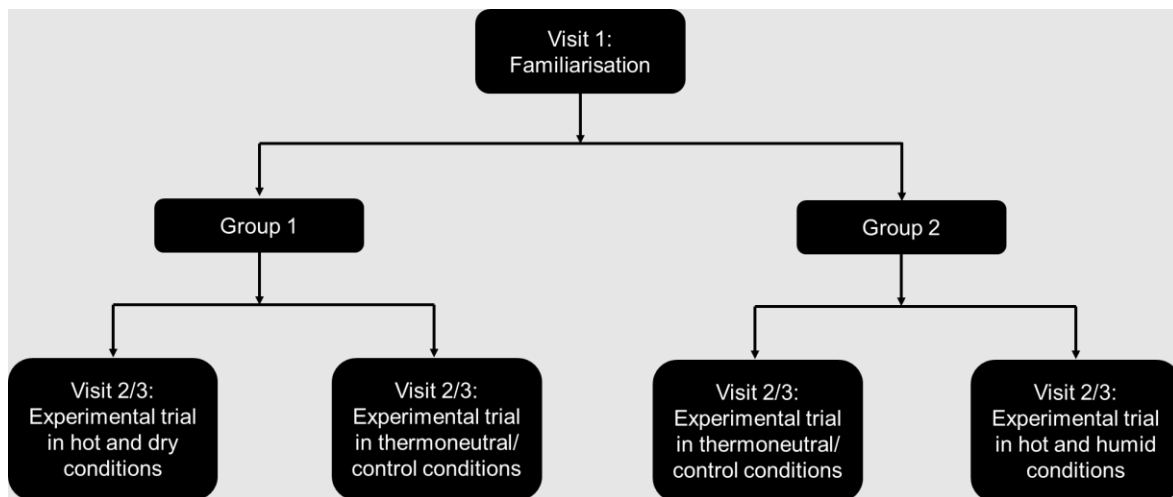 Visit 1:
Familiarisation
Group 1
Group 2
Visit 2/3:
Experimental trial
in hot and dry
conditions
Visit 2/3:
Experimental trial
in thermoneutral/
control conditions
Visit 2/3:
Experimental trial
in thermoneutral/
control conditions
Visit 2/3:
Experimental trial
in hot and humid
conditions